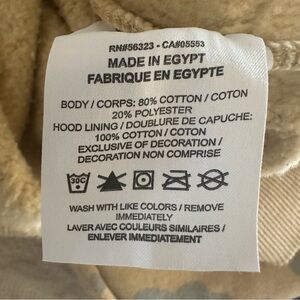 RN#56323 - CA#05553
MADE IN EGYPT
FABRIQUE EN EGYPTE
BODY / CORPS: 80% COTTON / COTON
20% POLYESTER
HOOD LINING / DOUBLURE DE CAPUCHE:
100% COTTON / COTON
EXCLUSIVE OF DECORATION /
DECORATION NON COMPRISE
30C
WASH WITH LIKE COLORS / REMOVE
IMMEDIATELY
LAVER AVEC COULEURS SIMILAIRES /
ENLEVER IMMEDIATEMENT